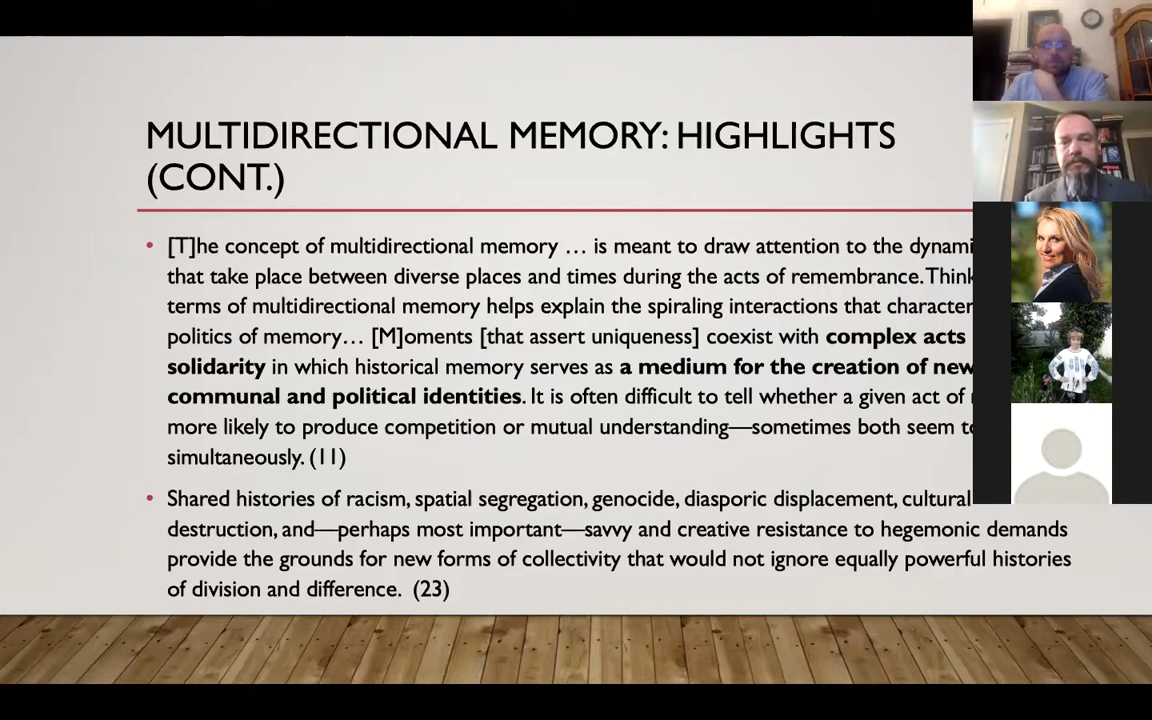 MULTIDIRECTIONAL MEMORY: HIGHLIGHTS
(CONT.)
• [T]he concept of multidirectional memory … is meant to draw attention to the
that take place between diverse places and times during the acts of remembrance. Think
terms of multidirectional memory helps explain the spiraling interactions that
politics of memory… [M]oments [that assert uniqueness] coexist with complex acts
solidarity in which historical memory serves as a medium for the creation of new
communal and political identities. It is often difficult to tell whether a given act of
more likely to produce competition or mutual understanding—sometimes both seem
simultaneously. (11)
• Shared histories of racism, spatial segregation, genocide, diasporic displacement, cultural
destruction, and—perhaps most important—savvy and creative resistance to hegemonic demands
provide the grounds for new forms of collectivity that would not ignore equally powerful histories
of division and difference. (23)